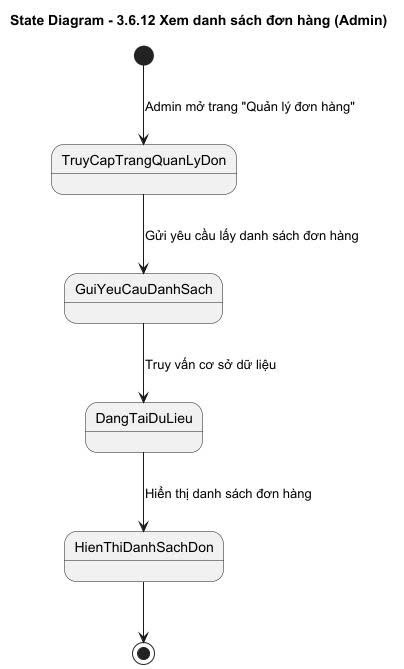 State Diagram - 3.6.12 Xem danh sách đơn hàng (Admin)
Admin mở trang "Quản lý đơn hàng"
TruyCapTrangQuanLyDon
Gửi yêu cầu lấy danh sách đơn hàng
GuiYeuCauDanhSach
Truy vấn cơ sở dữ liệu
DangTaiDuLieu
Hiển thị danh sách đơn hàng
HienThiDanhSachDon